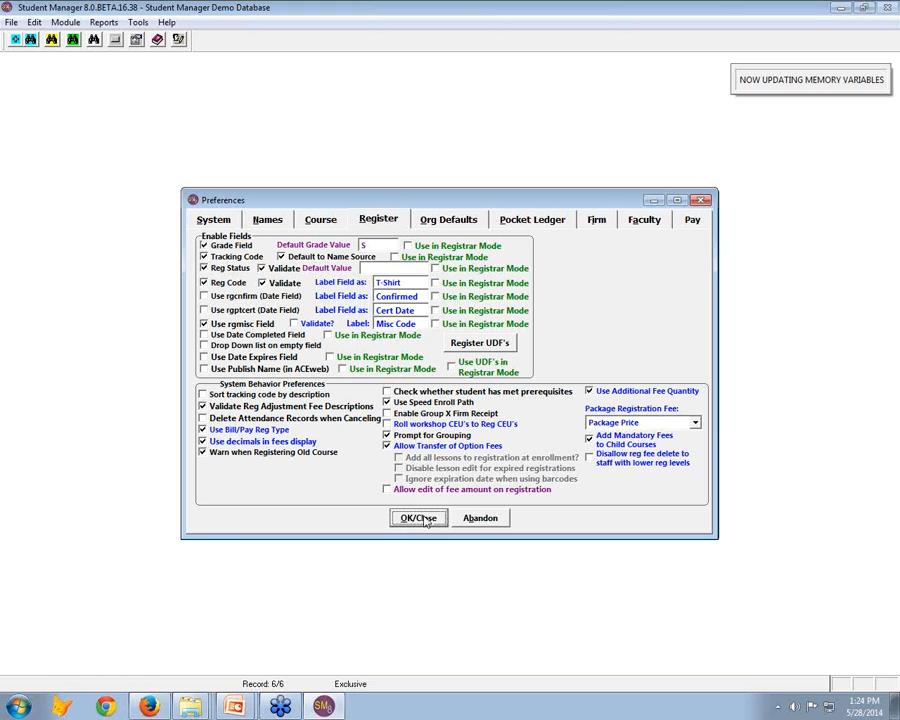 Student Manager 8.0.BETA.16.38 - Student Manager Demo Database
File Edit Module Reports Tools Help
NOW UPDATING MEMORY VARIABLES
Preferences
System Names Course Register Org Defaults Pocket Ledger Firm Faculty Pay
Enable Fields
Grade Field Default Grade Value S Use in Registrar Mode
Tracking Code Default to Name Source Use in Registrar Mode
Reg Status Validate Default Value Use in Registrar Mode
Reg Code Validate Label Field as: T-Shirt Use in Registrar Mode
Use rgcnfirm (Date Field) Label Field as: Confirmed Use in Registrar Mode
Use rgptcert (Date Field) Label Field as: Cert Date Use in Registrar Mode
Use rgmisc Field Validate? Label: Misc Code Use in Registrar Mode
Use Date Completed Field Use in Registrar Mode
Drop Down list on empty field Register UDF's
Use Date Expires Field Use in Registrar Mode
Use UDF's in
Registrar Mode
Use Publish Name (in ACEweb) Use in Registrar Mode
System Behavior Preferences
Sort tracking code by description
Validate Reg Adjustment Fee Descriptions
Delete Attendance Records when Canceling
Use Bill/Pay Reg Type
Use decimals in fees display
Warn when Registering Old Course
Check whether student has met prerequisites
Use Speed Enroll Path
Enable Group X Firm Receipt
Roll workshop CEU's to Reg CEU's
Prompt for Grouping
Allow Transfer of Option Fees
Add all lessons to registration at enrollment?
Disable lesson edit for expired registrations
Ignore expiration date when using barcodes
Allow edit of fee amount on registration
Use Additional Fee Quantity
Package Registration Fee:
Package Price
Add Mandatory Fees
to Child Courses
Disallow reg fee delete to
staff with lower reg levels
OK/Close Abandon
Record: 6/6 Exclusive
SM8
1:24 PM
5/28/2014